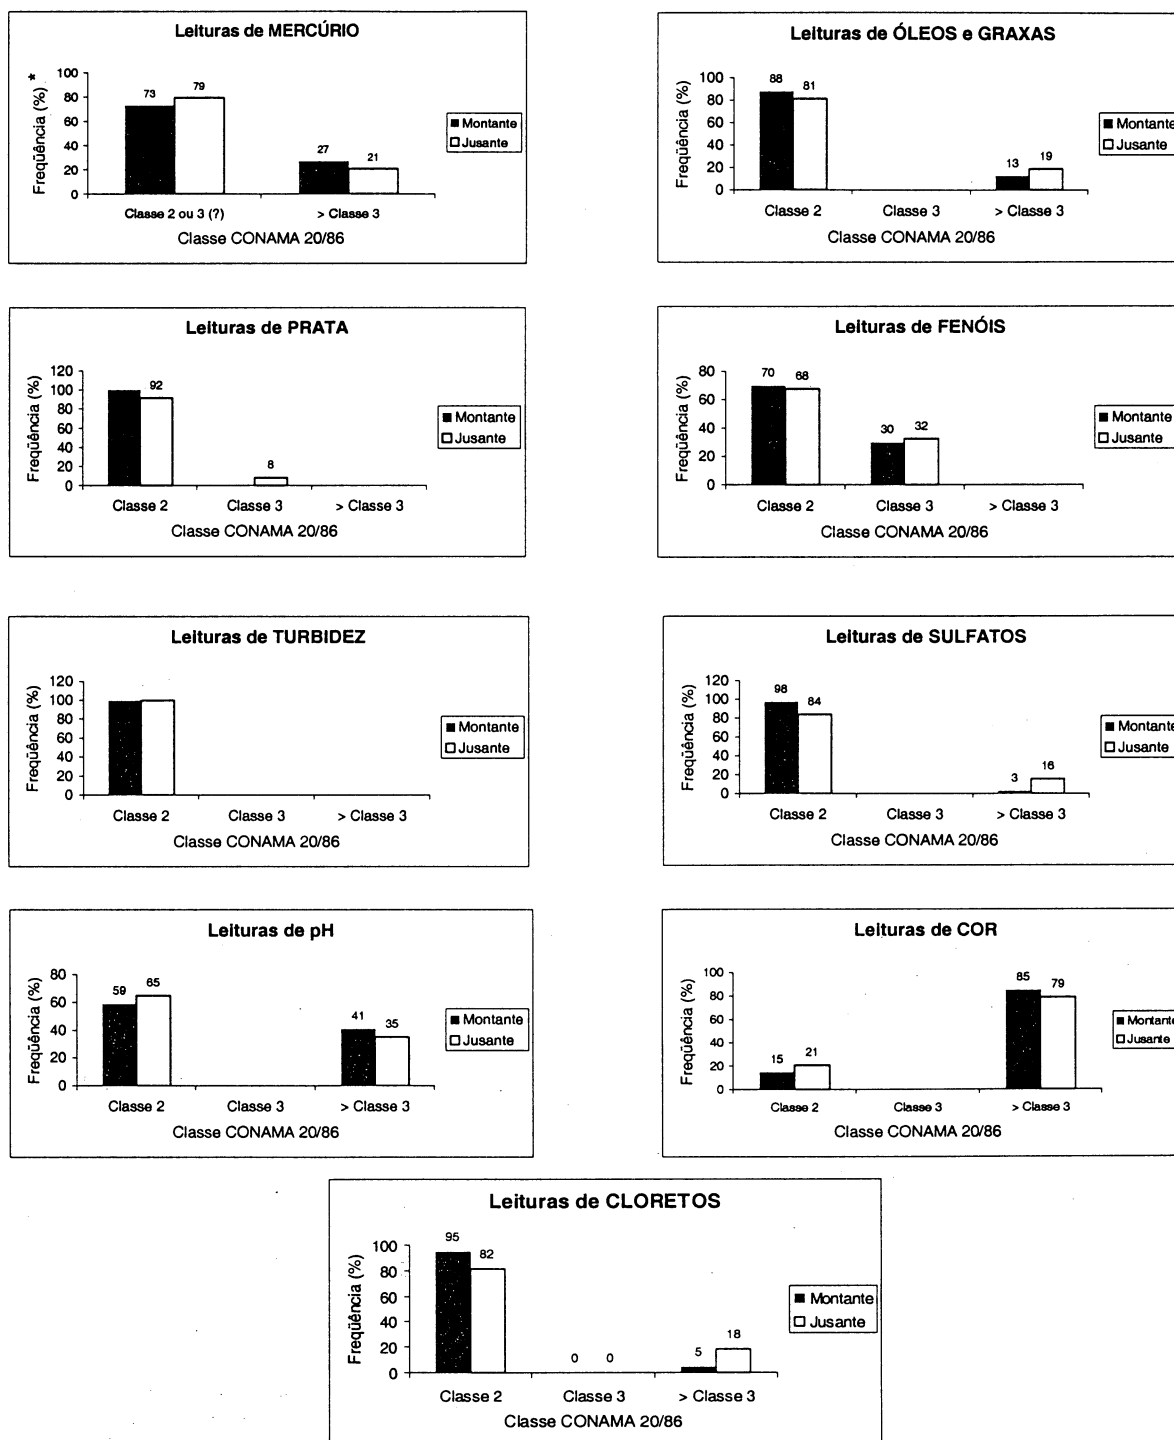 Leituras de MERCÚRIO
Freqüência (%) *
100
80
60
40
20
0
73
79
27
21
Classe 2 ou 3 (?)
> Classe 3
Classe CONAMA 20/86
Montante
Jusante
Leituras de ÓLEOS e GRAXAS
Freqüência (%)
100
80
60
40
20
0
88
81
13
19
Classe 2
Classe 3
> Classe 3
Classe CONAMA 20/86
Montante
Jusante
Leituras de PRATA
Freqüência (%)
120
100
80
60
40
20
0
92
8
Classe 2
Classe 3
> Classe 3
Classe CONAMA 20/86
Montante
Jusante
Leituras de FENÓIS
Freqüência (%)
80
60
40
20
0
70
68
30
32
Classe 2
Classe 3
> Classe 3
Classe CONAMA 20/86
Montante
Jusante
Leituras de TURBIDEZ
Freqüência (%)
120
100
80
60
40
20
0
Classe 2
Classe 3
> Classe 3
Classe CONAMA 20/86
Montante
Jusante
Leituras de SULFATOS
Freqüência (%)
120
100
80
60
40
20
0
98
84
3
16
Classe 2
Classe 3
> Classe 3
Classe CONAMA 20/86
Montante
Jusante
Leituras de pH
Freqüência (%)
80
60
40
20
0
59
65
41
35
Classe 2
Classe 3
> Classe 3
Classe CONAMA 20/86
Montante
Jusante
Leituras de COR
Freqüência (%)
100
80
60
40
20
0
15
21
85
79
Classe 2
Classe 3
> Classe 3
Classe CONAMA 20/86
Montante
Jusante
Leituras de CLORETOS
Freqüência (%)
100
80
60
40
20
0
95
82
0
0
5
18
Classe 2
Classe 3
> Classe 3
Classe CONAMA 20/86
Montante
Jusante